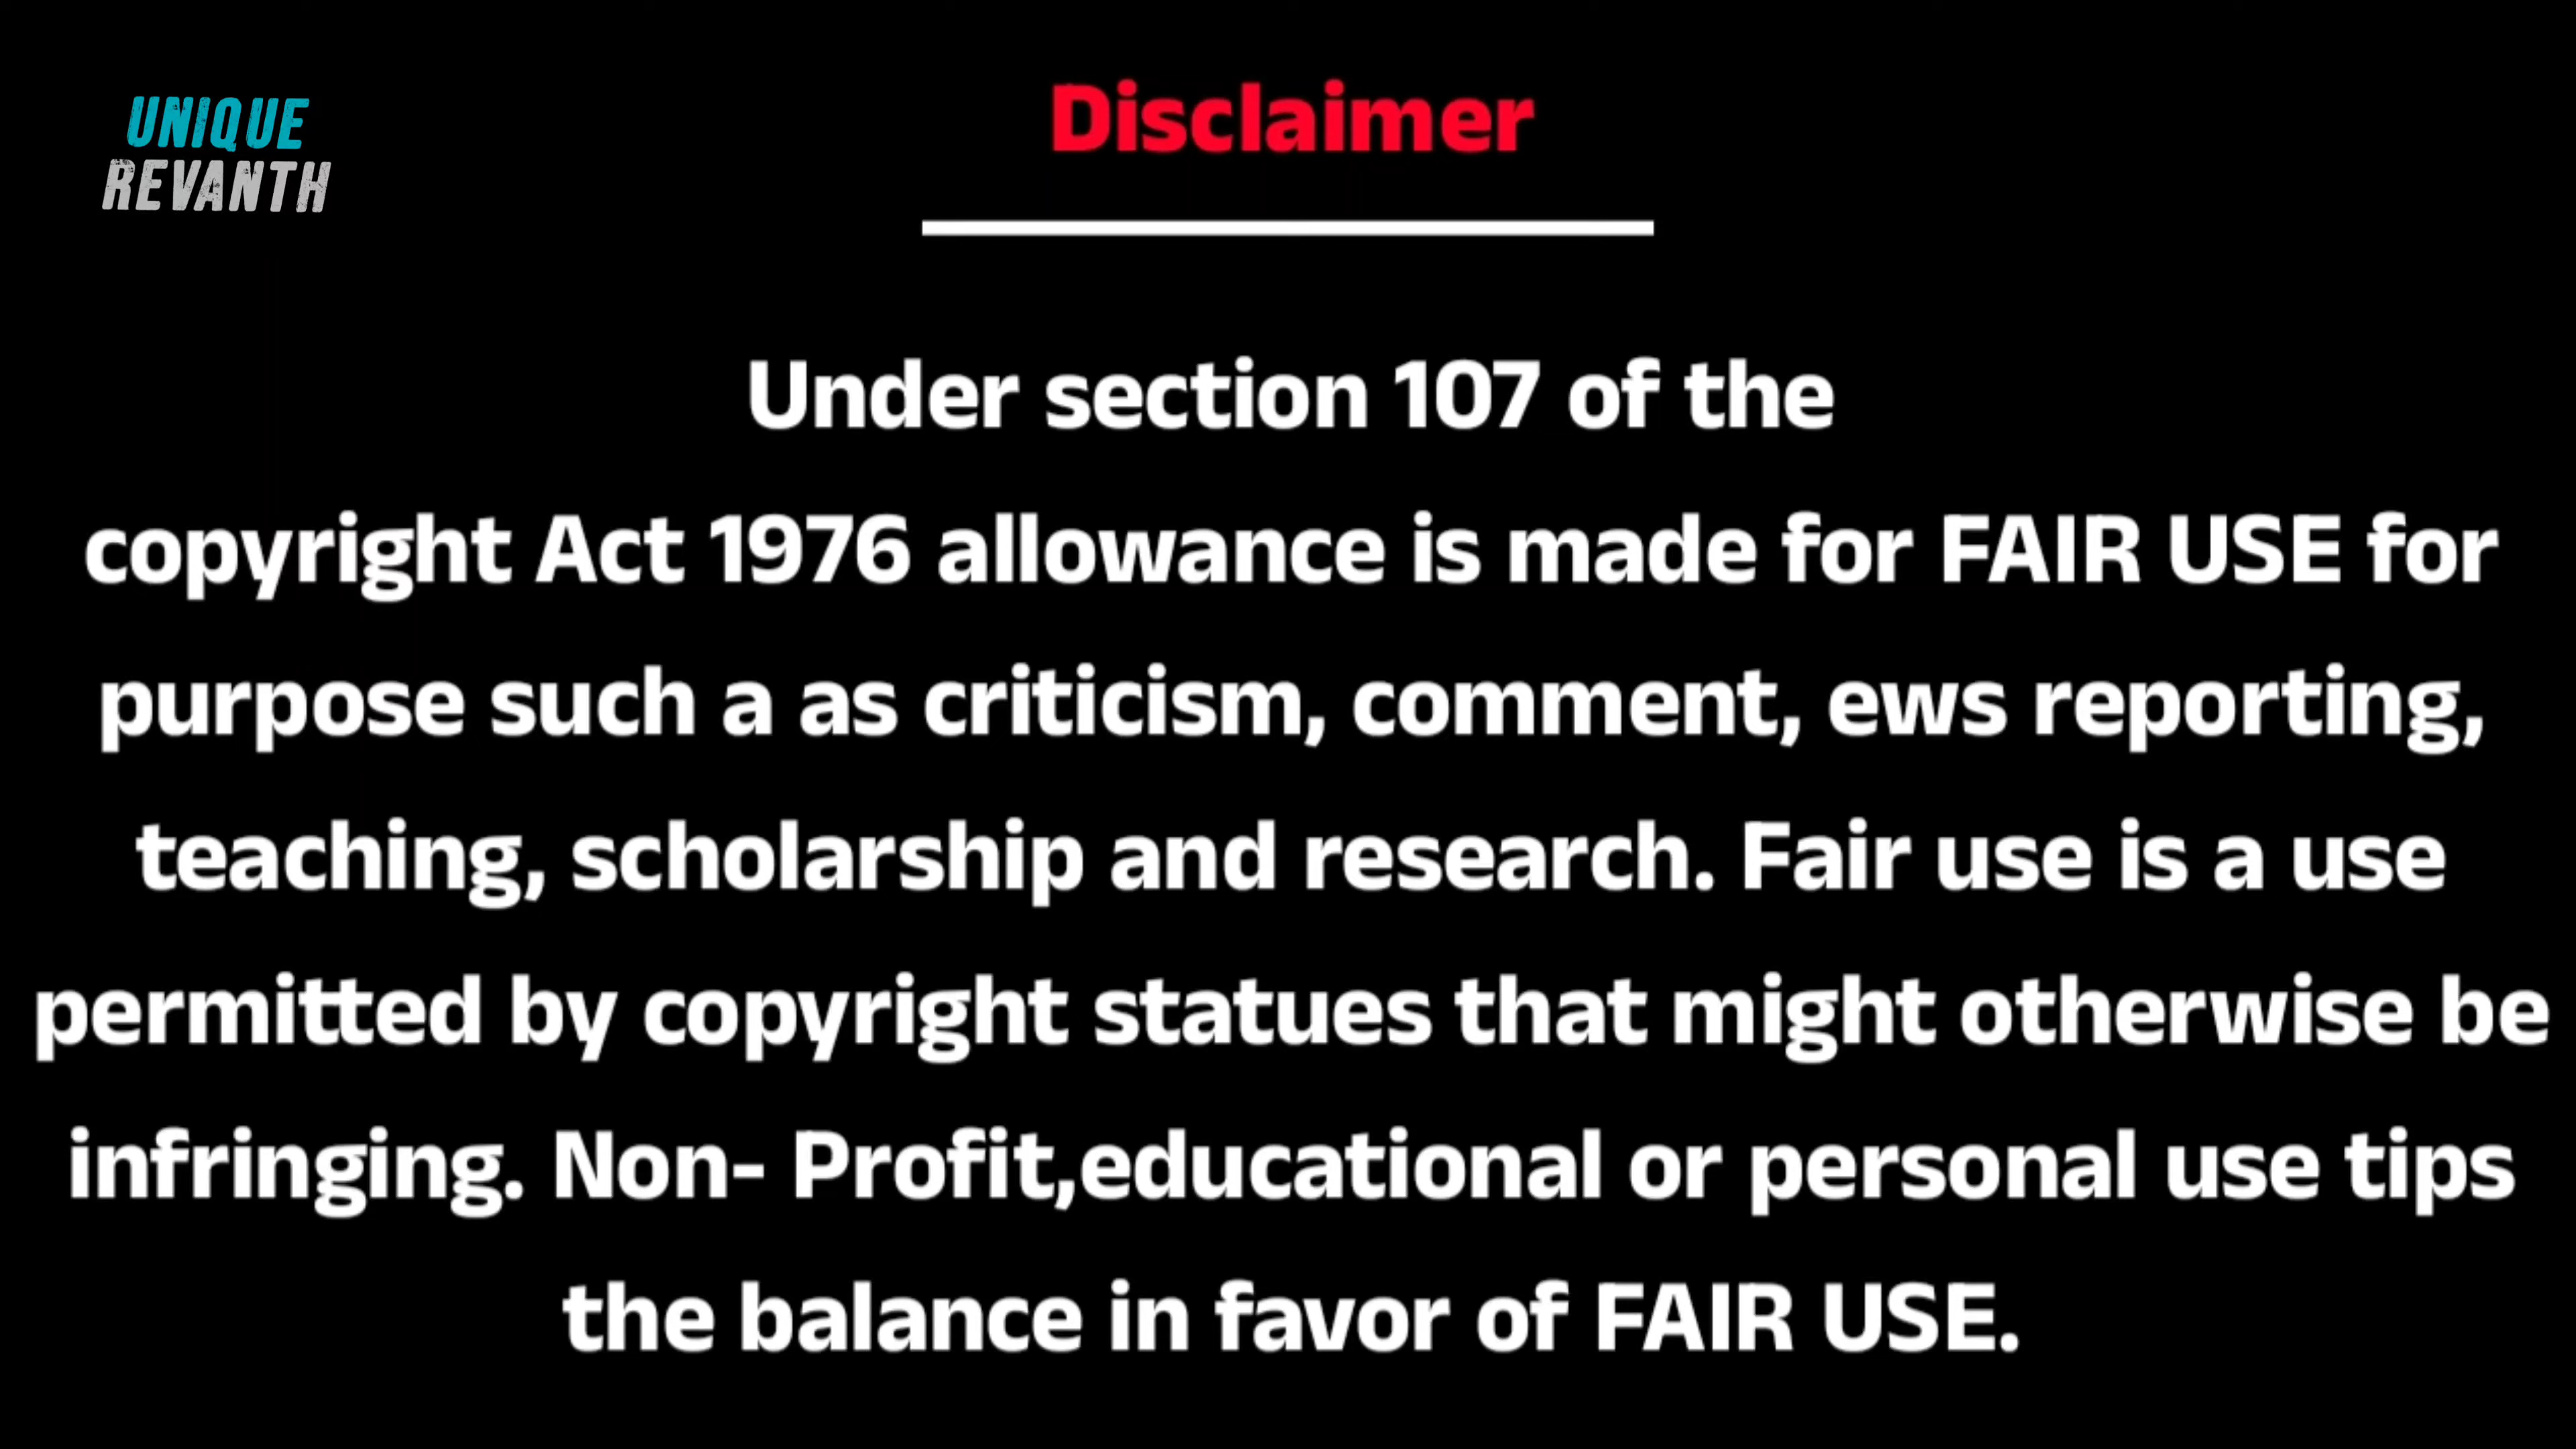 UNIQUE
REVANTH
Disclaimer
Under section 107 of the
copyright Act 1976 allowance is made for FAIR USE for
purpose such a as criticism, comment, ews reporting,
teaching, scholarship and research. Fair use is a use
permitted by copyright statues that might otherwise be
infringing. Non- Profit,educational or personal use tips
the balance in favor of FAIR USE.